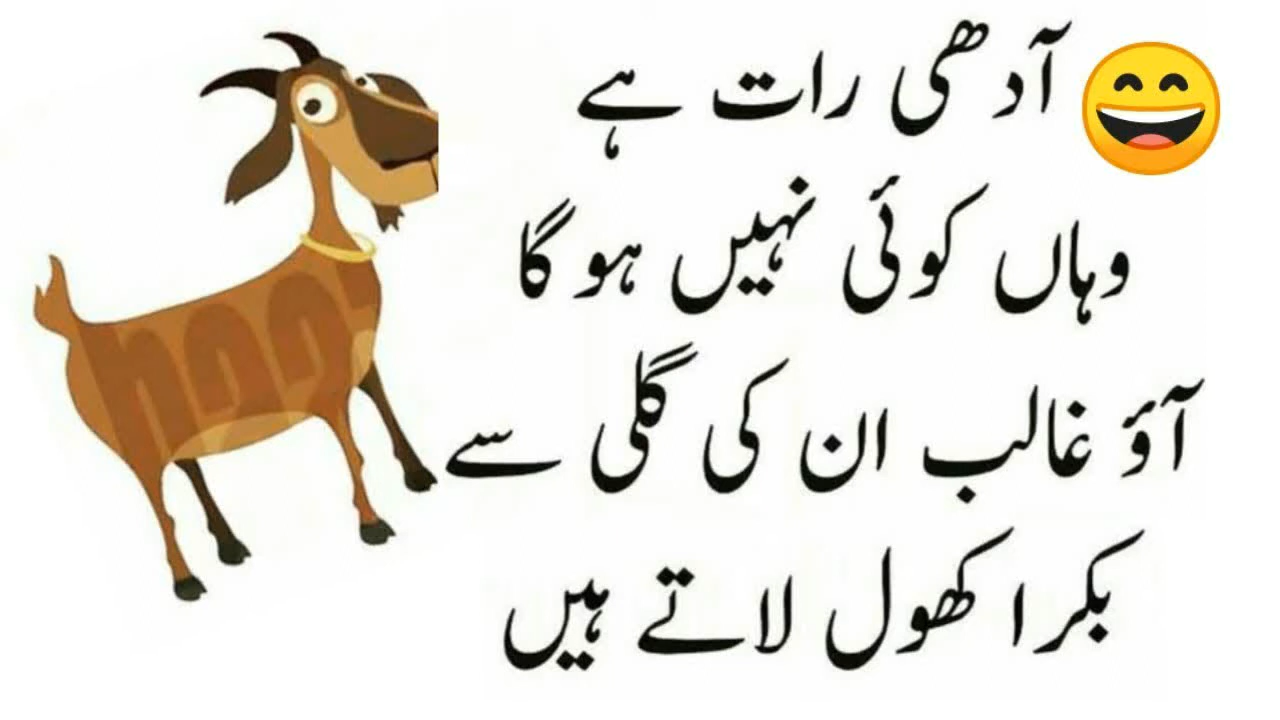 آدھی رات ہے
وہاں کوئی نہیں ہو گا
آؤ غالب ان کی گلی سے
بکرا کھول لاتے ہیں